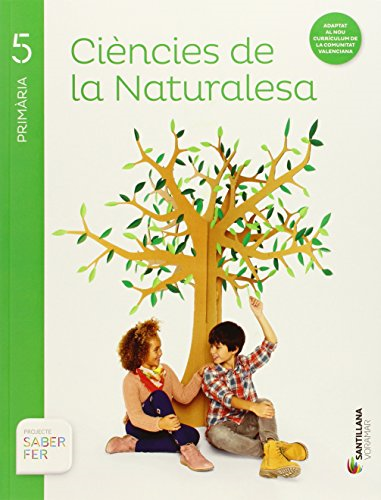 5
PRIMÀRIA
Ciències de
la Naturalesa
ADAPTAT
AL NOU
CURRÍCULUM DE
LA COMUNITAT
VALENCIANA
PROJECTE
SABER
FER
SANTILLANA
VORAMAR